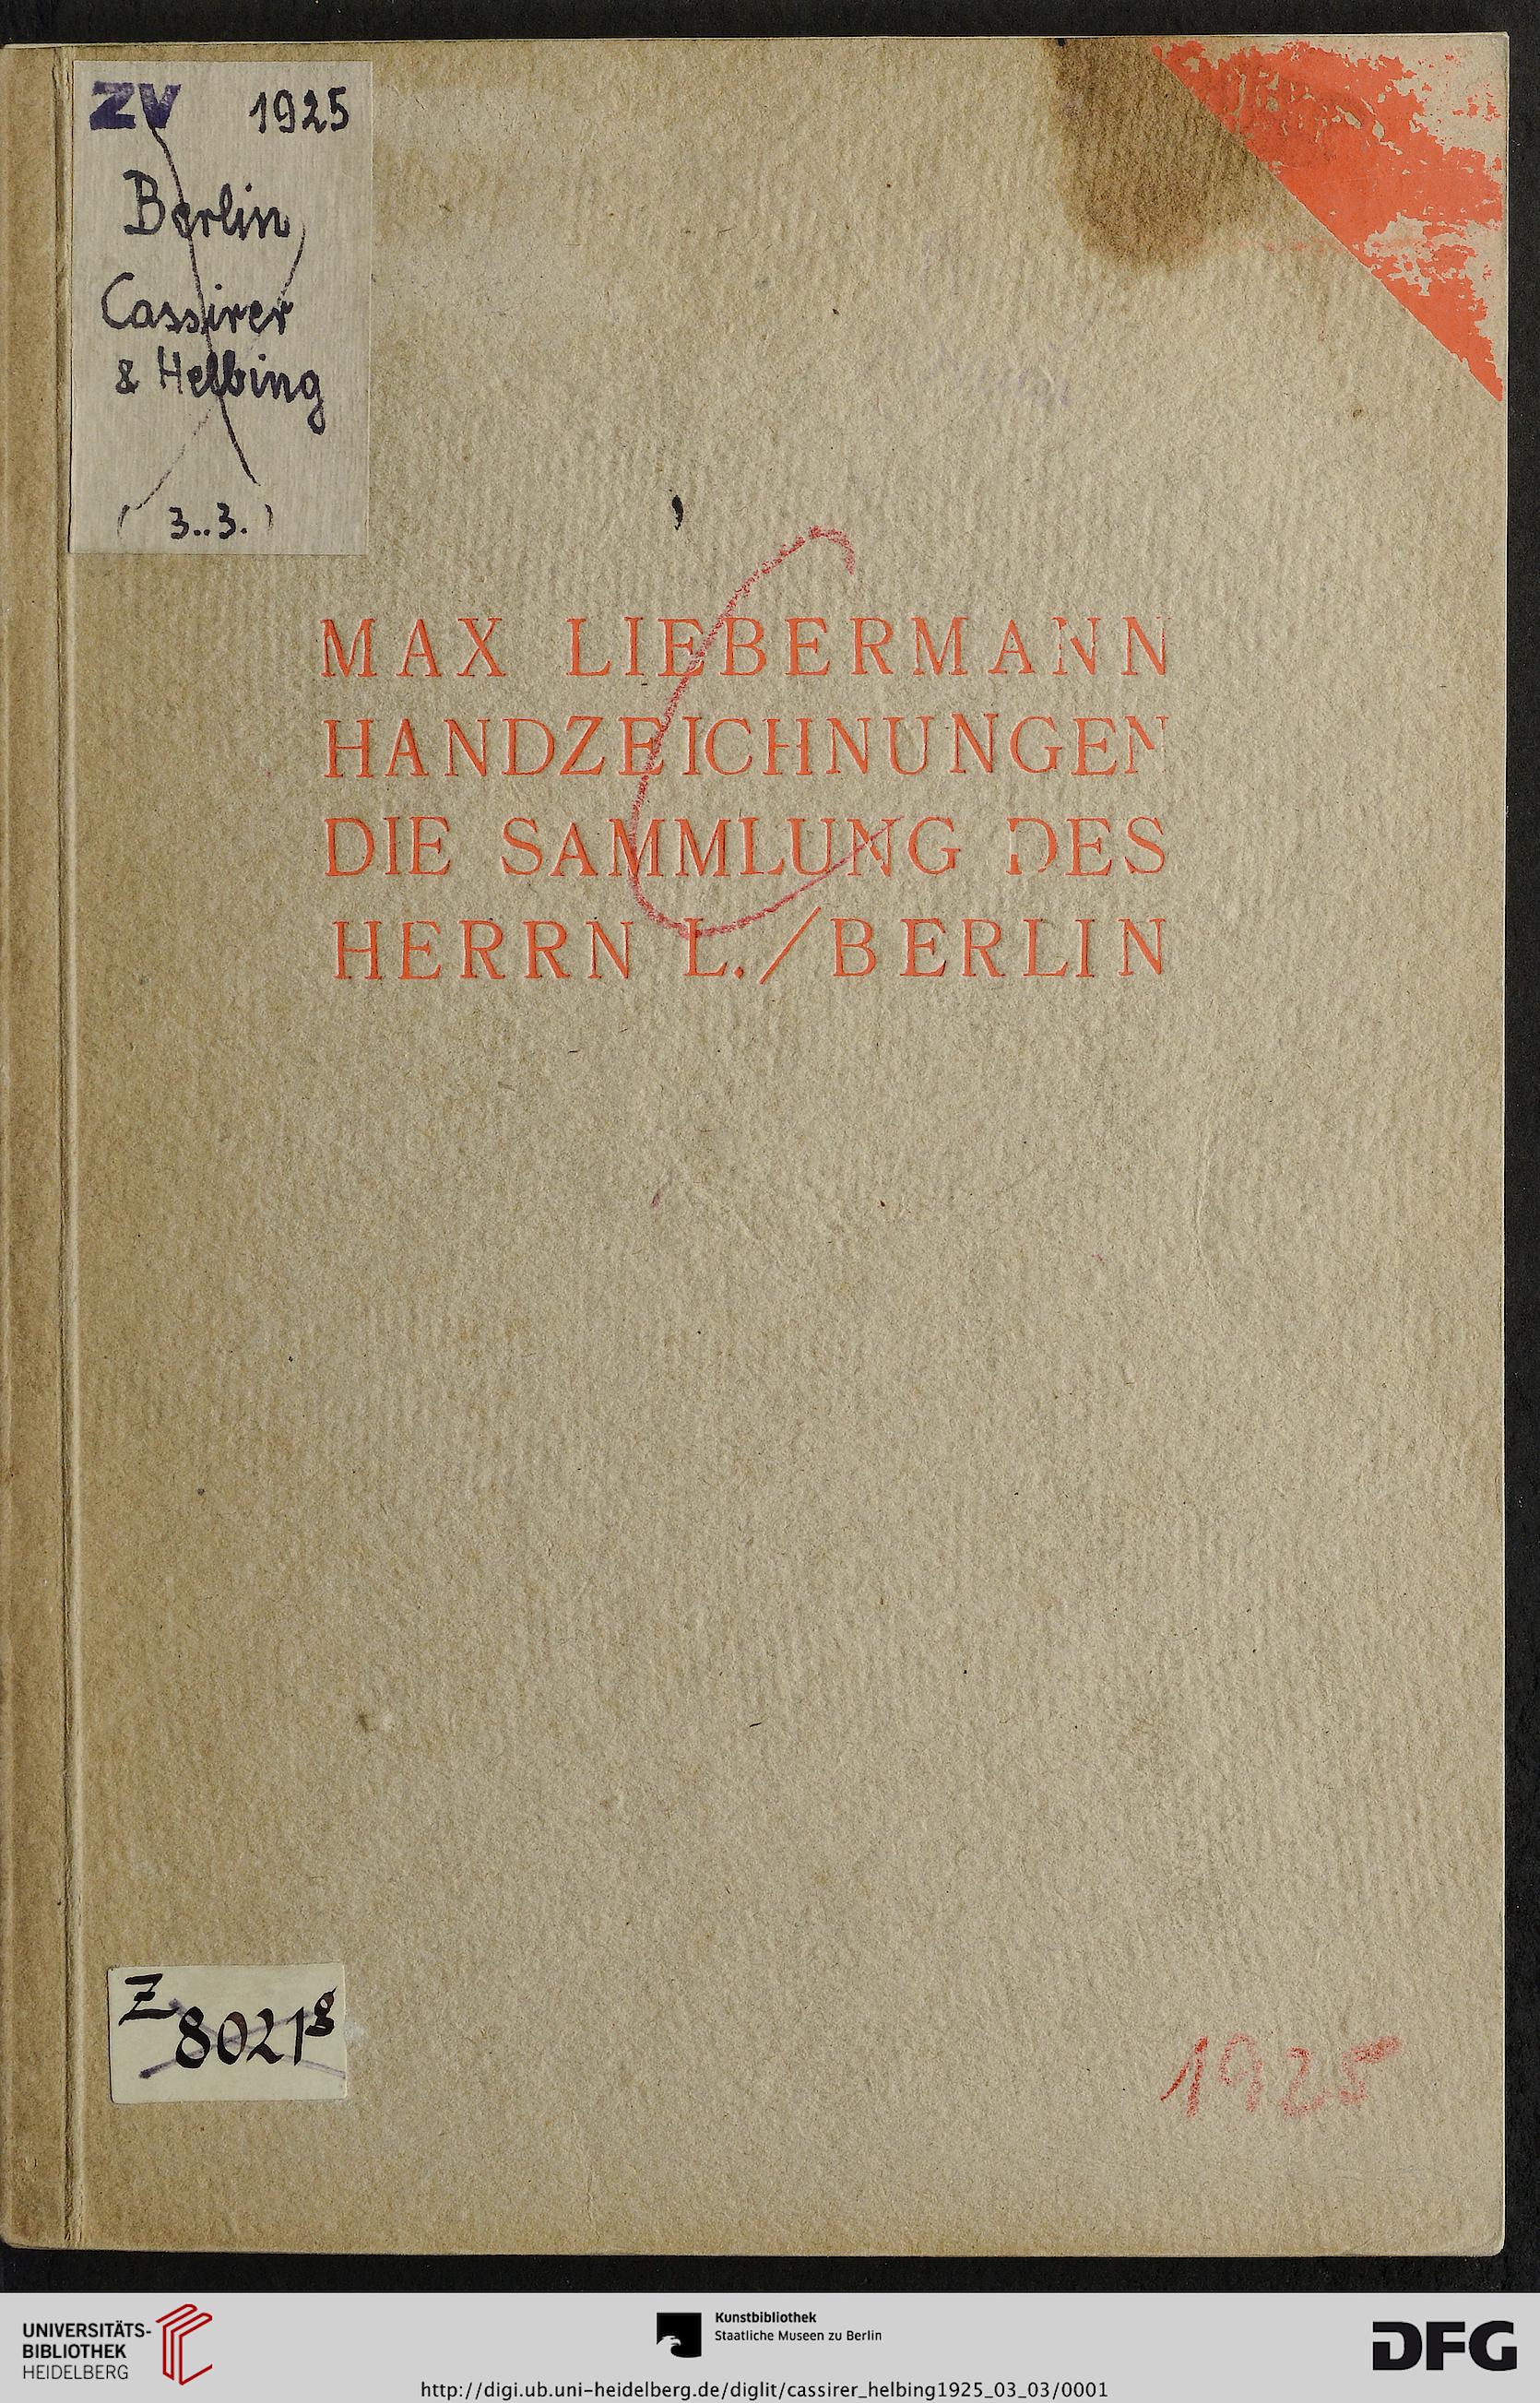 ZV 1925
Berlin
Cassirer
& Helbing
( 3..3. )
MAX LIEBERMANN
HANDZEICHNUNGEN
DIE SAMMLUNG DES
HERRN L./BERLIN
Z 8021 g
1925
UNIVERSITÄTS-
BIBLIOTHEK
HEIDELBERG
Kunstbibliothek
Staatliche Museen zu Berlin
DFG
http://digi.ub.uni-heidelberg.de/diglit/cassirer_helbing1925_03_03/0001